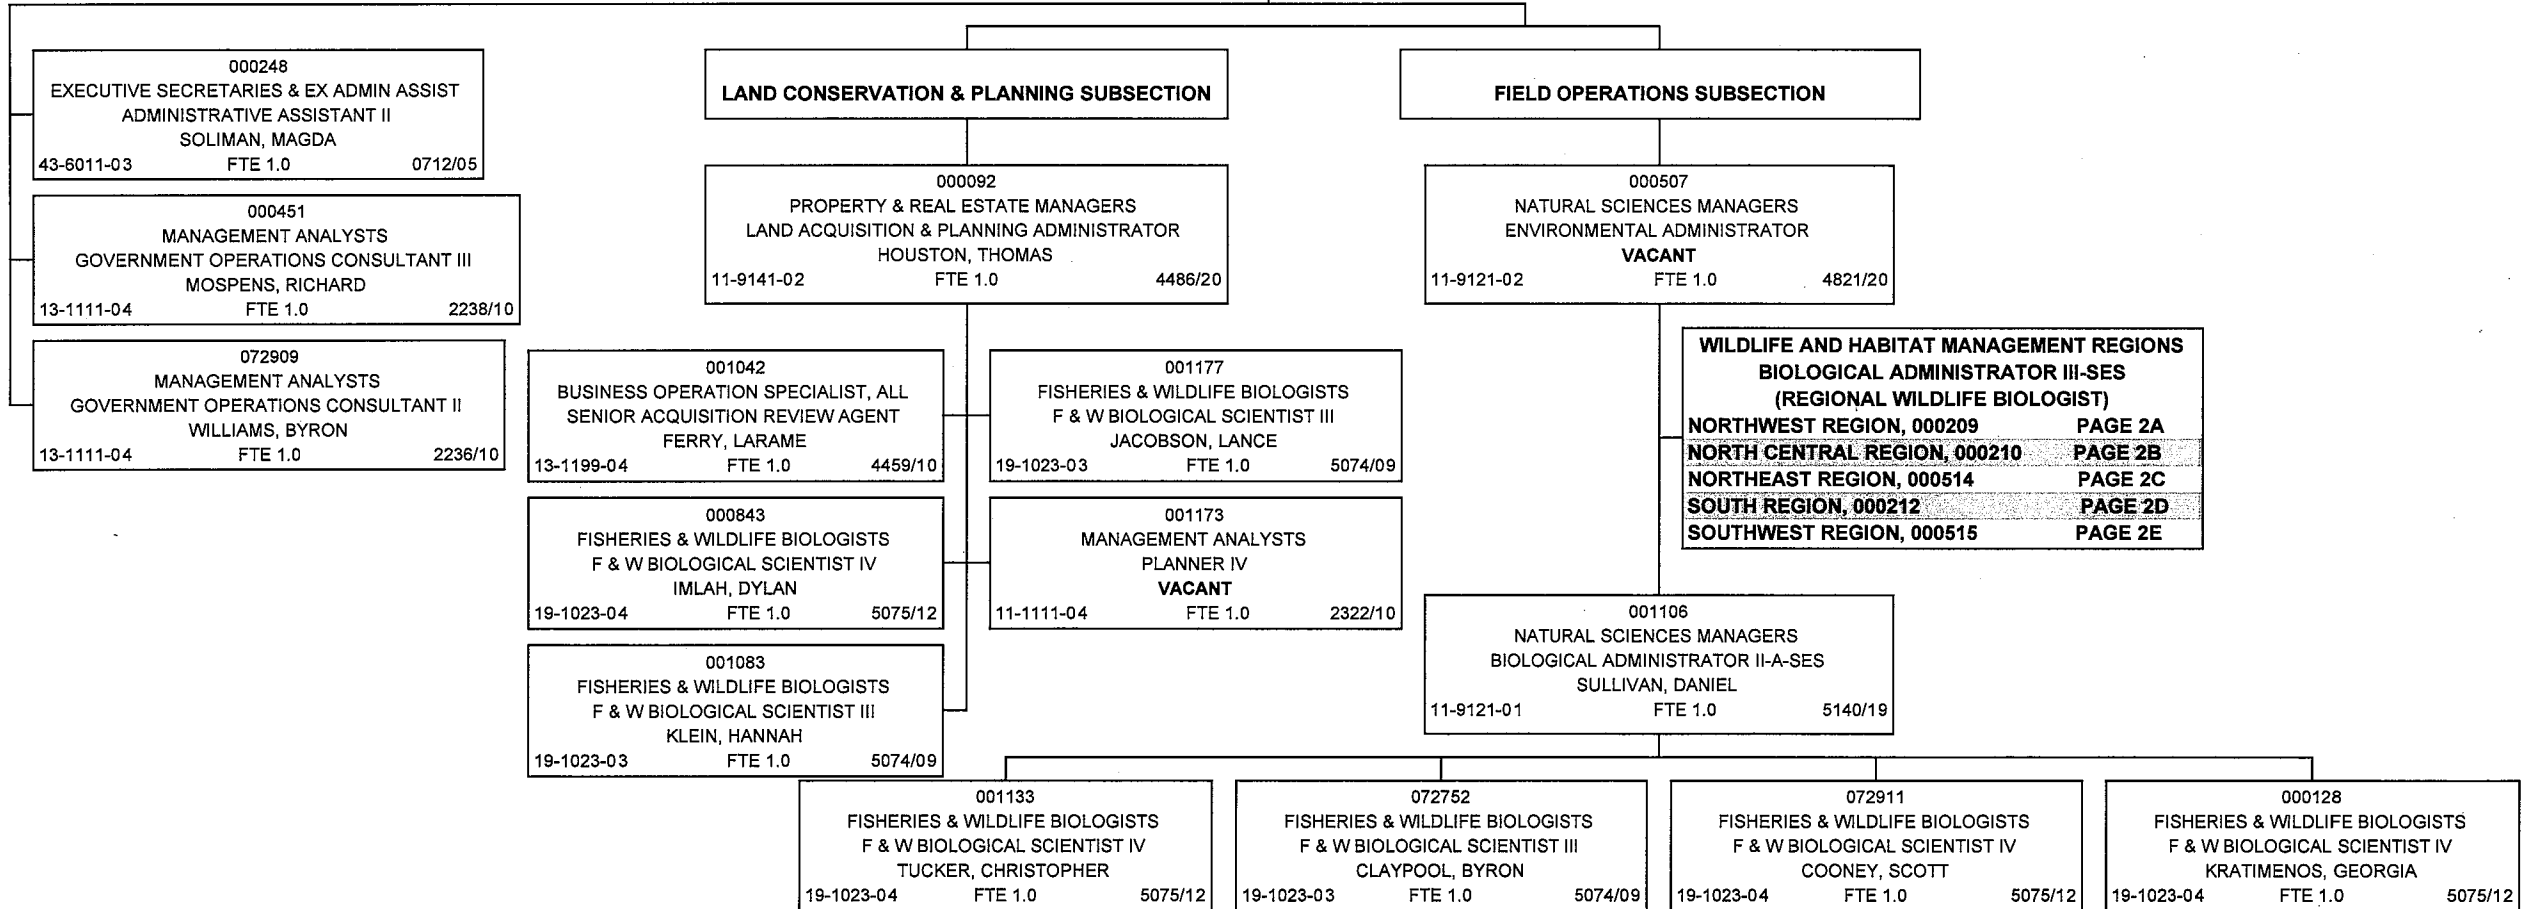 000248
EXECUTIVE SECRETARIES & EX ADMIN ASSIST
ADMINISTRATIVE ASSISTANT II
SOLIMAN, MAGDA
43-6011-03 FTE 1.0 0712/05
000451
MANAGEMENT ANALYSTS
GOVERNMENT OPERATIONS CONSULTANT III
MOSPENS, RICHARD
13-1111-04 FTE 1.0 2238/10
072909
MANAGEMENT ANALYSTS
GOVERNMENT OPERATIONS CONSULTANT II
WILLIAMS, BYRON
13-1111-04 FTE 1.0 2236/10
LAND CONSERVATION & PLANNING SUBSECTION
000092
PROPERTY & REAL ESTATE MANAGERS
LAND ACQUISITION & PLANNING ADMINISTRATOR
HOUSTON, THOMAS
11-9141-02 FTE 1.0 4486/20
001042
BUSINESS OPERATION SPECIALIST, ALL
SENIOR ACQUISITION REVIEW AGENT
FERRY, LARAME
13-1199-04 FTE 1.0 4459/10
001177
FISHERIES & WILDLIFE BIOLOGISTS
F & W BIOLOGICAL SCIENTIST III
JACOBSON, LANCE
19-1023-03 FTE 1.0 5074/09
000843
FISHERIES & WILDLIFE BIOLOGISTS
F & W BIOLOGICAL SCIENTIST IV
IMLAH, DYLAN
19-1023-04 FTE 1.0 5075/12
001173
MANAGEMENT ANALYSTS
PLANNER IV
VACANT
11-1111-04 FTE 1.0 2322/10
001083
FISHERIES & WILDLIFE BIOLOGISTS
F & W BIOLOGICAL SCIENTIST III
KLEIN, HANNAH
19-1023-03 FTE 1.0 5074/09
FIELD OPERATIONS SUBSECTION
000507
NATURAL SCIENCES MANAGERS
ENVIRONMENTAL ADMINISTRATOR
VACANT
11-9121-02 FTE 1.0 4821/20
WILDLIFE AND HABITAT MANAGEMENT REGIONS
BIOLOGICAL ADMINISTRATOR III-SES
(REGIONAL WILDLIFE BIOLOGIST)
NORTHWEST REGION, 000209 PAGE 2A
NORTH CENTRAL REGION, 000210 PAGE 2B
NORTHEAST REGION, 000514 PAGE 2C
SOUTH REGION, 000212 PAGE 2D
SOUTHWEST REGION, 000515 PAGE 2E
001106
NATURAL SCIENCES MANAGERS
BIOLOGICAL ADMINISTRATOR II-A-SES
SULLIVAN, DANIEL
11-9121-01 FTE 1.0 5140/19
001133
FISHERIES & WILDLIFE BIOLOGISTS
F & W BIOLOGICAL SCIENTIST IV
TUCKER, CHRISTOPHER
19-1023-04 FTE 1.0 5075/12
072752
FISHERIES & WILDLIFE BIOLOGISTS
F & W BIOLOGICAL SCIENTIST III
CLAYPOOL, BYRON
19-1023-03 FTE 1.0 5074/09
072911
FISHERIES & WILDLIFE BIOLOGISTS
F & W BIOLOGICAL SCIENTIST IV
COONEY, SCOTT
19-1023-04 FTE 1.0 5075/12
000128
FISHERIES & WILDLIFE BIOLOGISTS
F & W BIOLOGICAL SCIENTIST IV
KRATIMENOS, GEORGIA
19-1023-04 FTE 1.0 5075/12